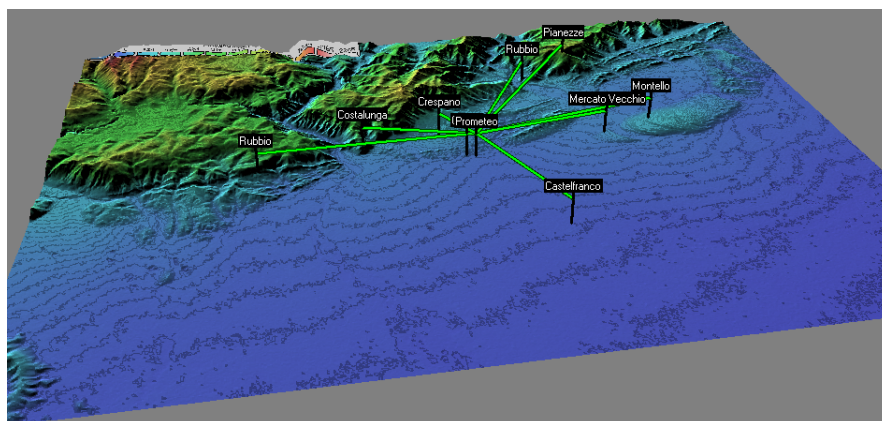 Pianezze
Rubbio
Montello
Mercato Vecchio
Crespano
Costalunga
Prometeo
Rubbio
Castelfranco